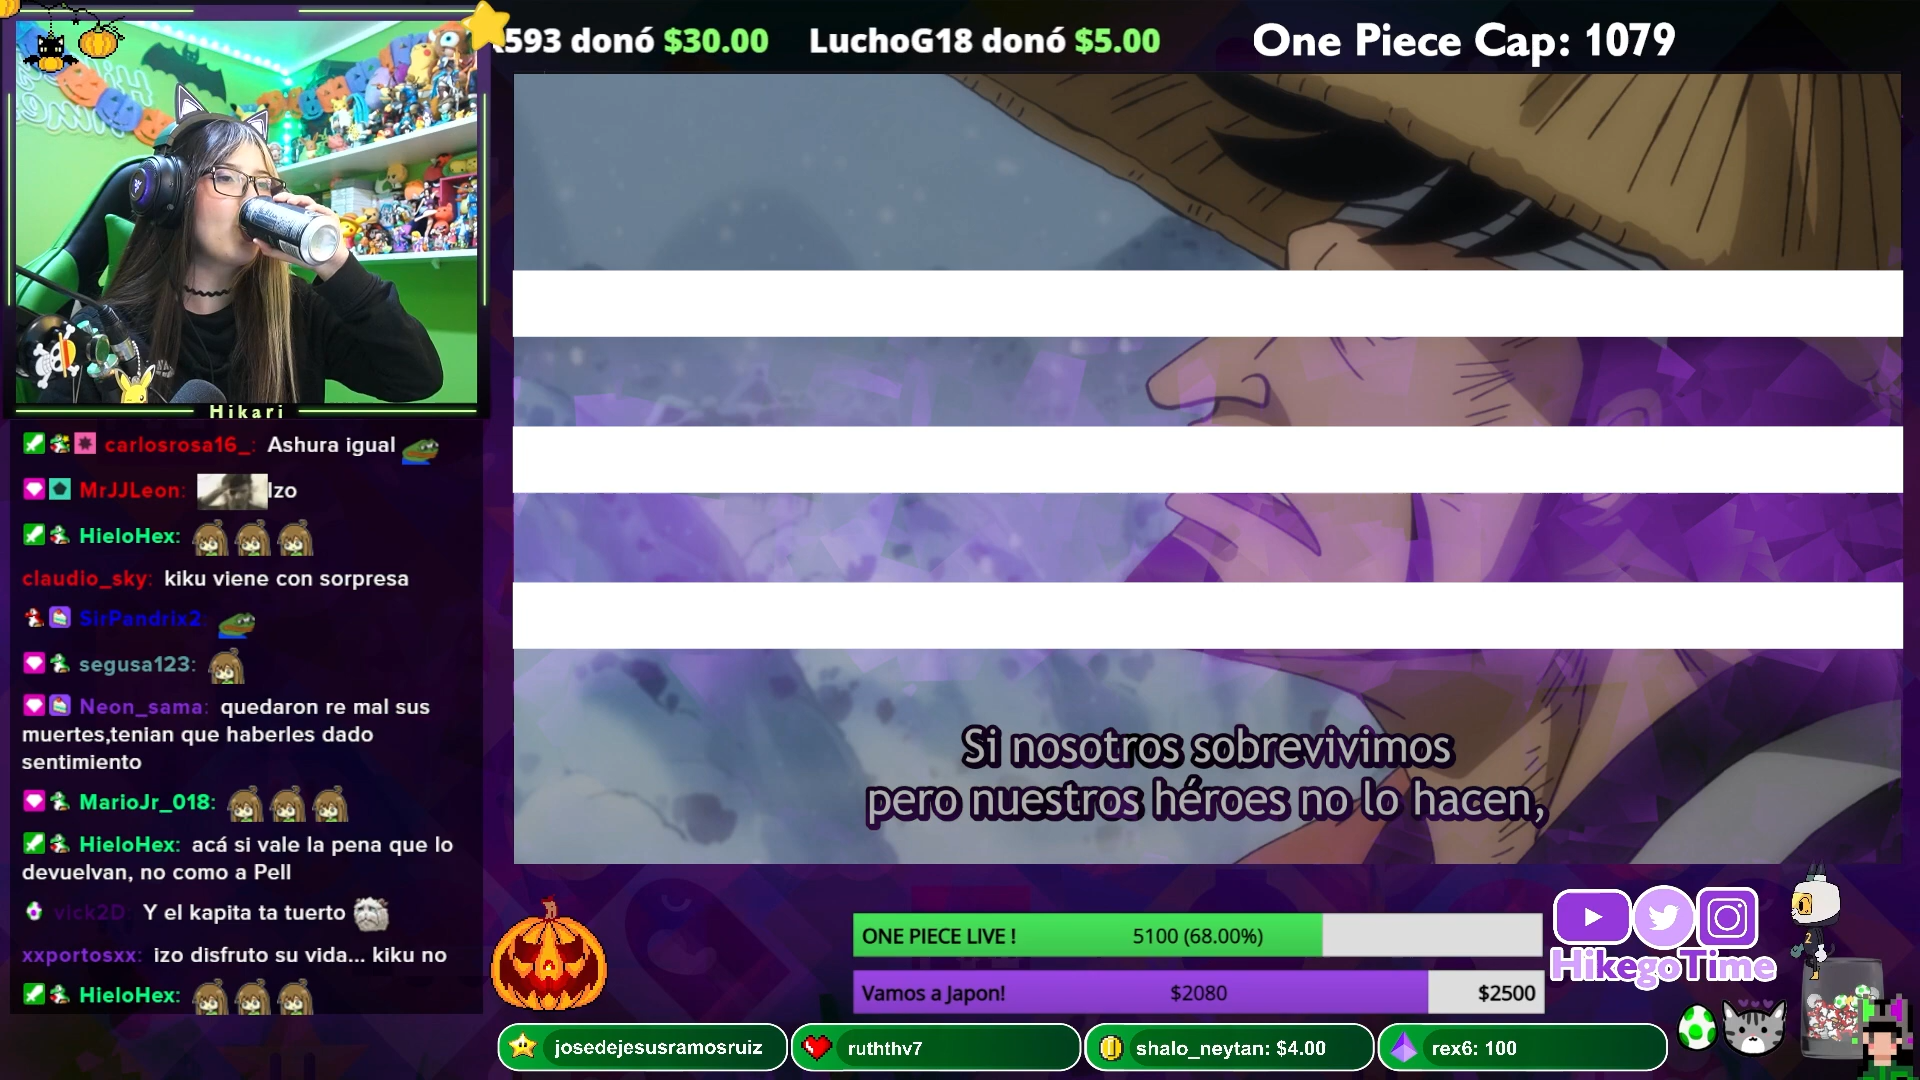 593 donó $30.00 LuchoG18 donó $5.00
One Piece Cap: 1079
Hikari
carlosrosa16_: Ashura igual
MrJJLeon: Izo
HieloHex:
claudio_sky: kiku viene con sorpresa
SirPandrix2:
segusa123:
Neon_sama: quedaron re mal sus
muertes,tenian que haberles dado
sentimiento
MarioJr_018:
HieloHex: acá si vale la pena que lo
devuelvan, no como a Pell
vick2D: Y el kapita ta tuerto
xxportosxx: izo disfruto su vida... kiku no
HieloHex:
Si nosotros sobrevivimos
pero nuestros héroes no lo hacen,
ONE PIECE LIVE ! 5100 (68.00%)
Vamos a Japon! $2080 $2500
HikegoTime
josedejesusramosruiz
ruththv7
shalo_neytan: $4.00
rex6: 100